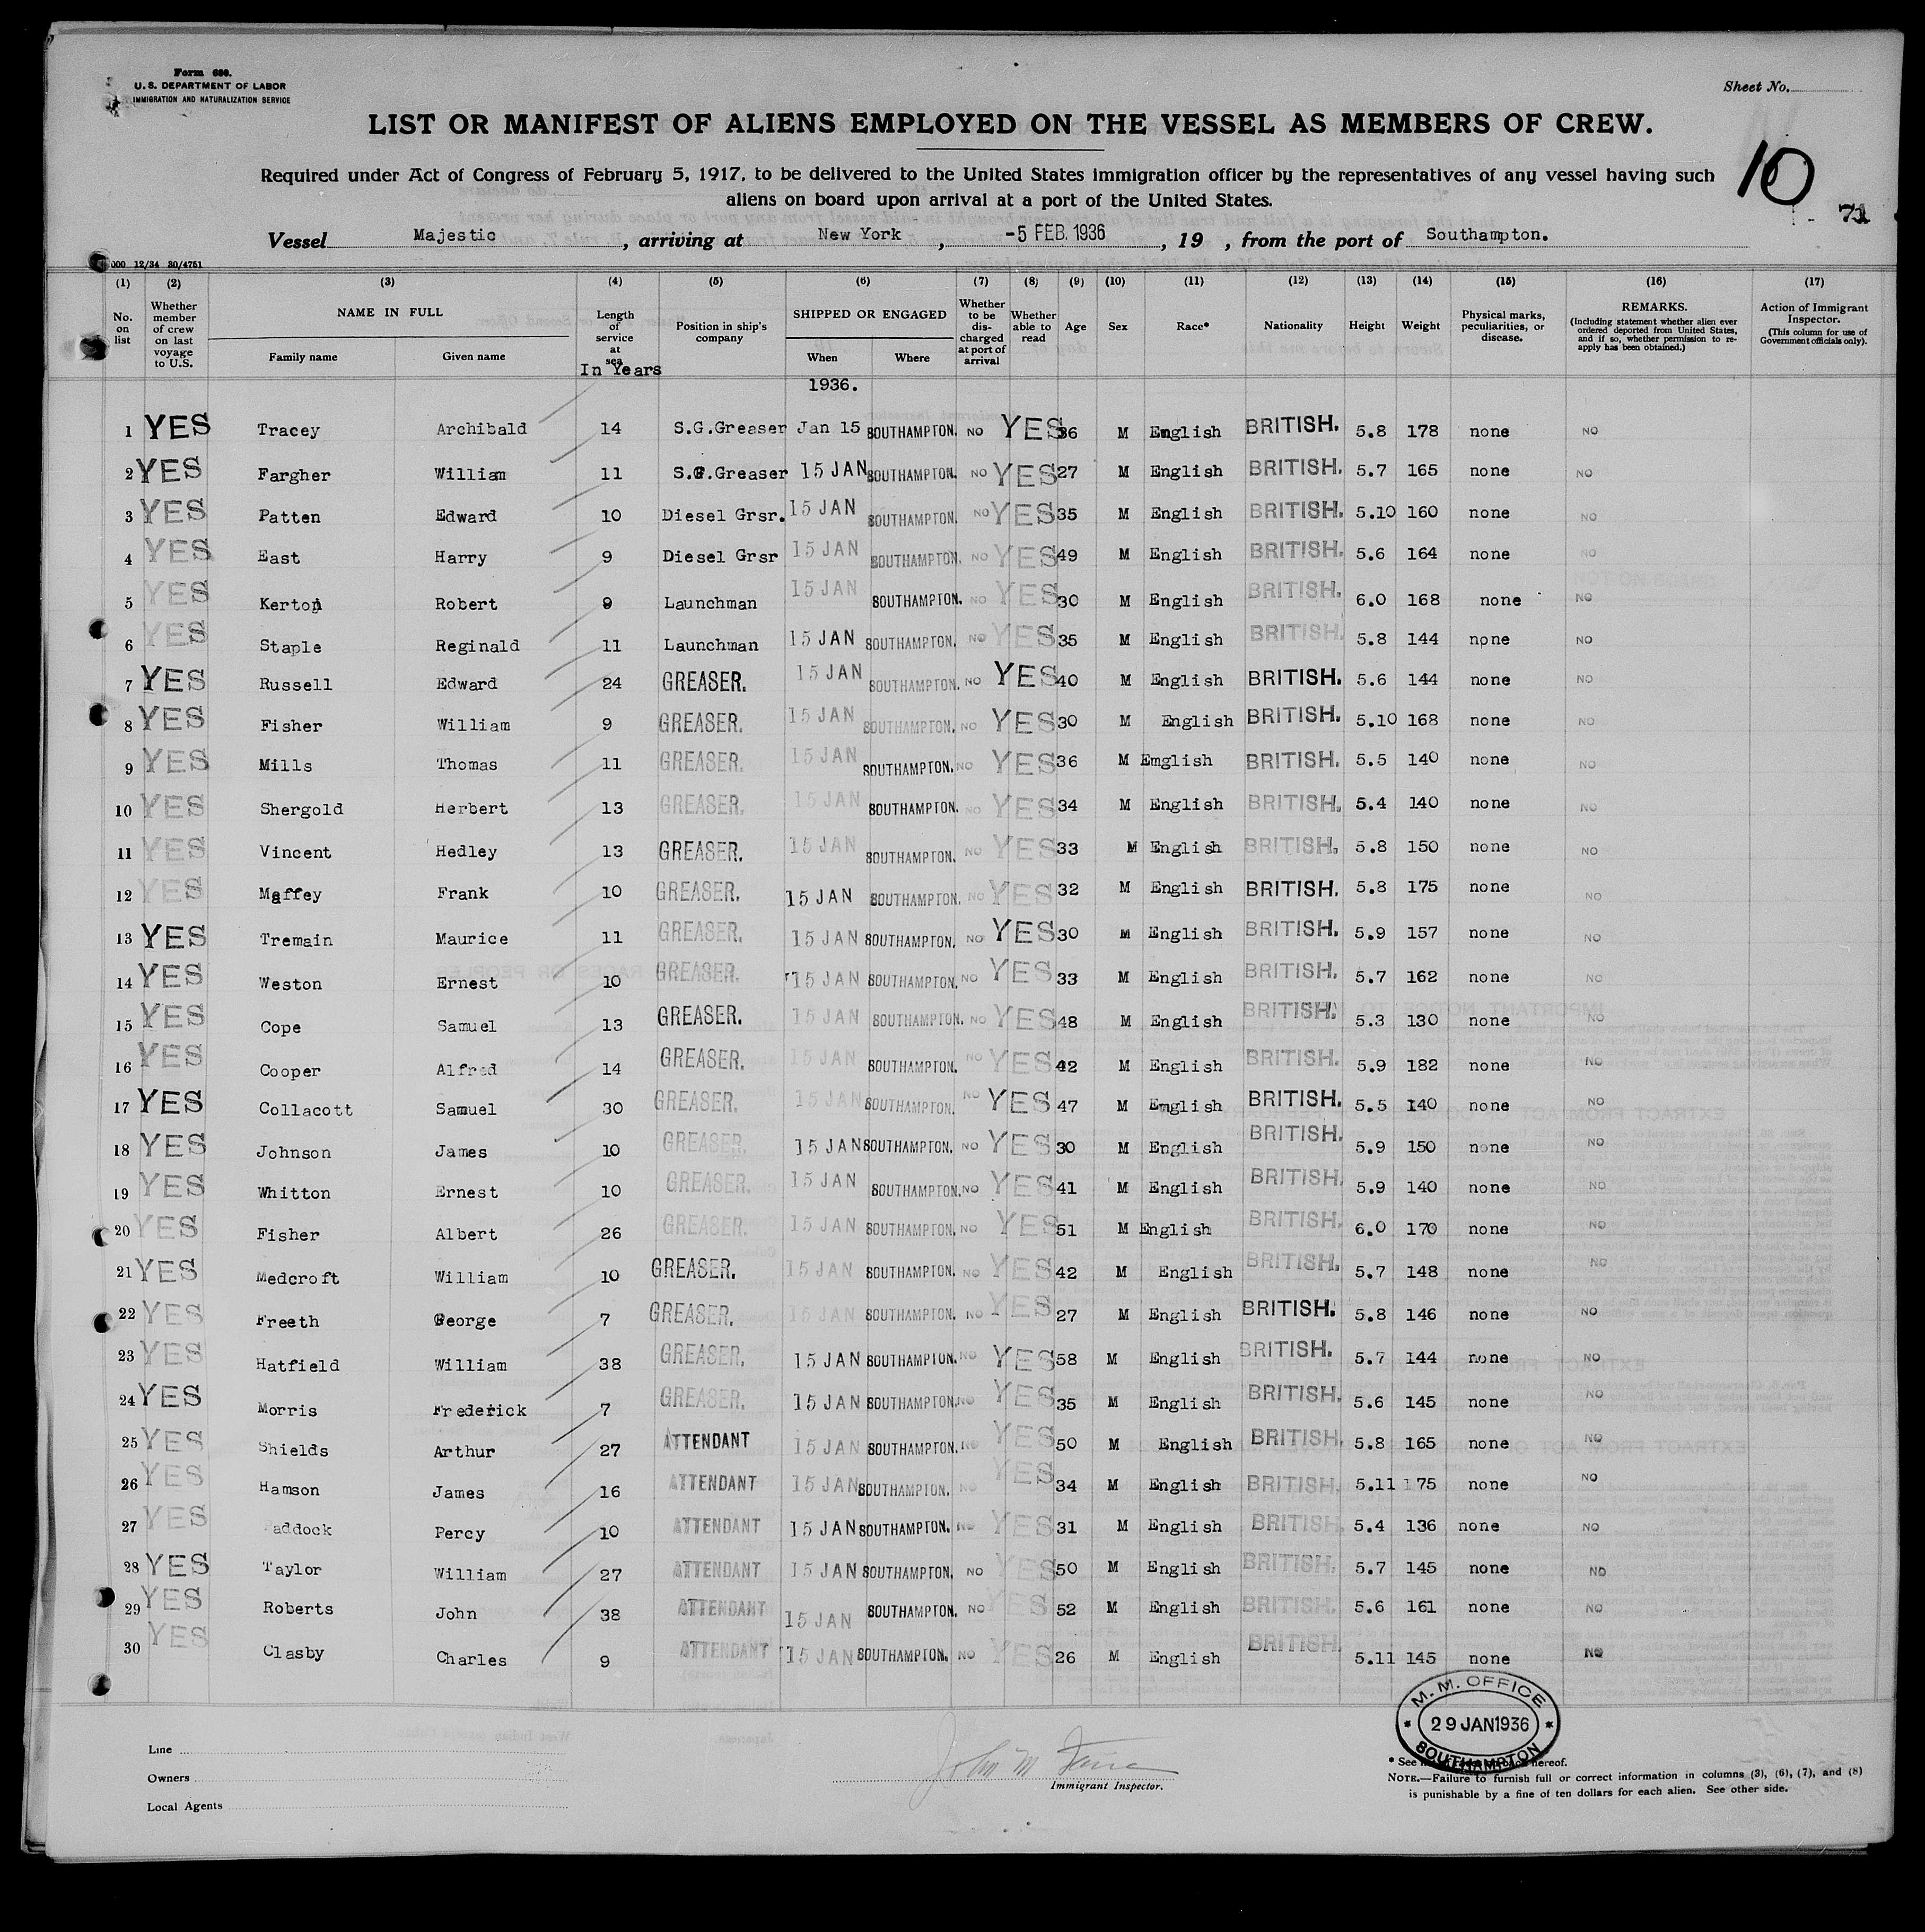 Form 680.
U. S. DEPARTMENT OF LABOR
IMMIGRATION AND NATURALIZATION SERVICE
Sheet No.
LIST OR MANIFEST OF ALIENS EMPLOYED ON THE VESSEL AS MEMBERS OF CREW.
Required under Act of Congress of February 5, 1917, to be delivered to the United States immigration officer by the representatives of any vessel having such
aliens on board upon arrival at a port of the United States.
10
71
Vessel Majestic, arriving at New York, -5 FEB. 1936, 19 , from the port of Southampton.
000 12/34 30/4751
(1) (2) (3) (4) (5) (6) (7) (8) (9) (10) (11) (12) (13) (14) (15) (16) (17)
No. on list
Whether member of crew on last voyage to U.S.
NAME IN FULL
Family name Given name
Length of service at sea
In Years
Position in ship's company
SHIPPED OR ENGAGED
When Where
1936.
Whether to be discharged at port of arrival
Whether able to read
Age Sex Race* Nationality Height Weight
Physical marks, peculiarities, or disease.
REMARKS.
(Including statement whether alien ever ordered deported from United States, and if so, whether permission to reapply has been obtained.)
Action of Immigrant Inspector.
(This column for use of Government officials only).
1 YES Tracey Archibald 14 S.G.Greaser Jan 15 SOUTHAMPTON. NO YES 36 M English BRITISH. 5.8 178 none NO
2 YES Fargher William 11 S.G.Greaser 15 JAN SOUTHAMPTON. NO YES 27 M English BRITISH. 5.7 165 none NO
3 YES Patten Edward 10 Diesel Grsr. 15 JAN SOUTHAMPTON. NO YES 35 M English BRITISH. 5.10 160 none NO
4 YES East Harry 9 Diesel Grsr 15 JAN SOUTHAMPTON. NO YES 49 M English BRITISH. 5.6 164 none NO
5 YES Kerton Robert 9 Launchman 15 JAN SOUTHAMPTON. NO YES 30 M English BRITISH. 6.0 168 none NO
6 YES Staple Reginald 11 Launchman 15 JAN SOUTHAMPTON. NO YES 35 M English BRITISH. 5.8 144 none NO
7 YES Russell Edward 24 GREASER. 15 JAN SOUTHAMPTON. NO YES 40 M English BRITISH. 5.6 144 none NO
8 YES Fisher William 9 GREASER. 15 JAN SOUTHAMPTON. NO YES 30 M English BRITISH. 5.10 168 none NO
9 YES Mills Thomas 11 GREASER. 15 JAN SOUTHAMPTON. NO YES 36 M Emglish BRITISH. 5.5 140 none NO
10 YES Shergold Herbert 13 GREASER. 15 JAN SOUTHAMPTON. NO YES 34 M English BRITISH. 5.4 140 none NO
11 YES Vincent Hedley 13 GREASER. 15 JAN SOUTHAMPTON. NO YES 33 M English BRITISH. 5.8 150 none NO
12 YES Maffey Frank 10 GREASER. 15 JAN SOUTHAMPTON. NO YES 32 M English BRITISH. 5.8 175 none NO
13 YES Tremain Maurice 11 GREASER. 15 JAN SOUTHAMPTON. NO YES 30 M English BRITISH. 5.9 157 none NO
14 YES Weston Ernest 10 GREASER. 15 JAN SOUTHAMPTON. NO YES 33 M English BRITISH. 5.7 162 none NO
15 YES Cope Samuel 13 GREASER. 15 JAN SOUTHAMPTON. NO YES 48 M English BRITISH. 5.3 130 none NO
16 YES Cooper Alfred 14 GREASER. 15 JAN SOUTHAMPTON. NO YES 42 M English BRITISH. 5.9 182 none NO
17 YES Collacott Samuel 30 GREASER. 15 JAN SOUTHAMPTON. NO YES 47 M English BRITISH. 5.5 140 none NO
18 YES Johnson James 10 GREASER. 15 JAN SOUTHAMPTON. NO YES 30 M English BRITISH. 5.9 150 none NO
19 YES Whitton Ernest 10 GREASER. 15 JAN SOUTHAMPTON. NO YES 41 M English BRITISH. 5.9 140 none NO
20 YES Fisher Albert 26 GREASER. 15 JAN SOUTHAMPTON. NO YES 51 M English BRITISH. 6.0 170 none NO
21 YES Medcroft William 10 GREASER. 15 JAN SOUTHAMPTON. NO YES 42 M English BRITISH. 5.7 148 none NO
22 YES Freeth George 7 GREASER. 15 JAN SOUTHAMPTON. NO YES 27 M English BRITISH. 5.8 146 none NO
23 YES Hatfield William 38 GREASER. 15 JAN SOUTHAMPTON. NO YES 58 M English BRITISH. 5.7 144 none NO
24 YES Morris Frederick 7 GREASER. 15 JAN SOUTHAMPTON. NO YES 35 M English BRITISH. 5.6 145 none NO
25 YES Shields Arthur 27 ATTENDANT 15 JAN SOUTHAMPTON. NO YES 50 M English BRITISH. 5.8 165 none NO
26 YES Hamson James 16 ATTENDANT 15 JAN SOUTHAMPTON. NO YES 34 M English BRITISH. 5.11 175 none NO
27 YES addock Percy 10 ATTENDANT 15 JAN SOUTHAMPTON. NO YES 31 M English BRITISH 5.4 136 none NO
28 YES Taylor William 27 ATTENDANT 15 JAN SOUTHAMPTON. NO YES 50 M English BRITISH. 5.7 145 none NO
29 YES Roberts John 38 ATTENDANT 15 JAN SOUTHAMPTON. NO YES 52 M English BRITISH. 5.6 161 none NO
30 YES Clasby Charles 9 ATTENDANT 15 JAN SOUTHAMPTON. NO YES 26 M English BRITISH. 5.11 145 none NO
M. M. OFFICE
29 JAN 1936
SOUTHAMPTON
Line
Owners
Local Agents
John M
Immigrant Inspector.
* See hereof.
NOTE.—Failure to furnish full or correct information in columns (3), (6), (7), and (8)
is punishable by a fine of ten dollars for each alien. See other side.